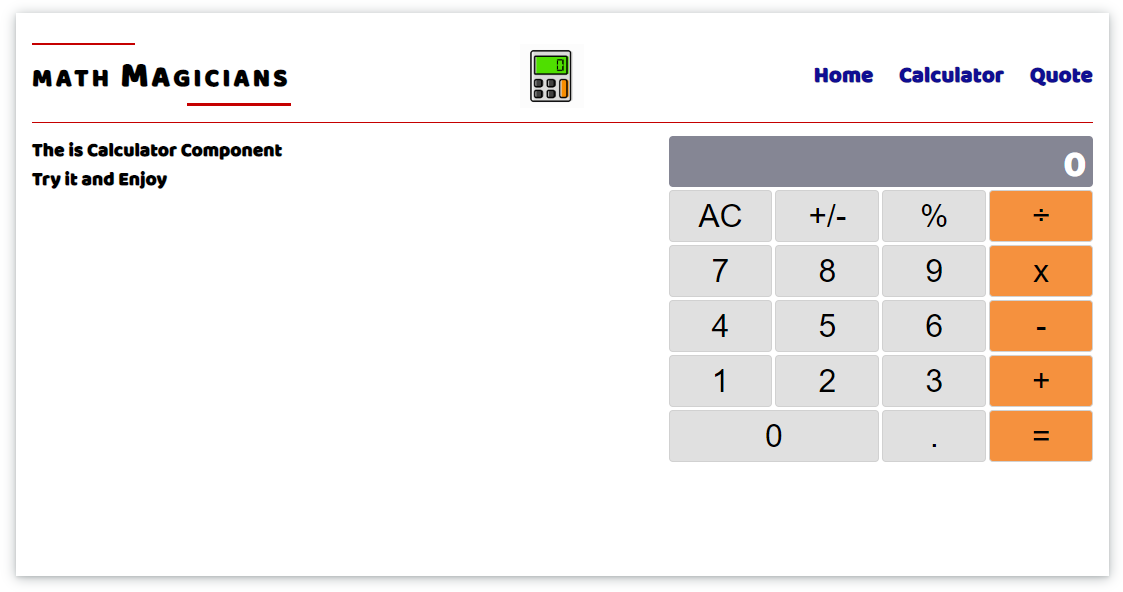 MATH MAGICIANS
0
Home Calculator Quote
The is Calculator Component
Try it and Enjoy
0
AC +/- % ÷
7 8 9 x
4 5 6 -
1 2 3 +
0 . =